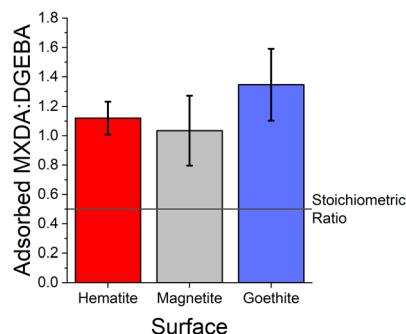 1.8
1.6
1.4
1.2
1.0
0.8
0.6
0.4
0.2
0.0
Adsorbed MXDA:DGEBA
Stoichiometric
Ratio
Hematite Magnetite Goethite
Surface